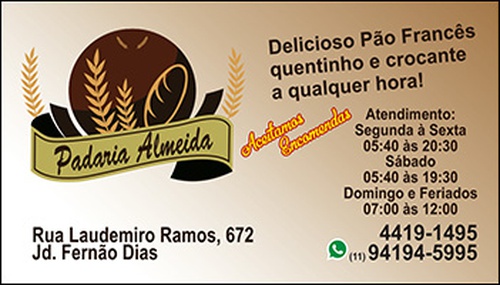 Delicioso Pão Francês
quentinho e crocante
a qualquer hora!
Padaria Almeida
Aceitamos
Encomendas
Atendimento:
Segunda à Sexta
05:40 às 20:30
Sábado
05:40 às 19:30
Domingo e Feriados
07:00 às 12:00
Rua Laudemiro Ramos, 672
Jd. Fernão Dias
4419-1495
(11) 94194-5995